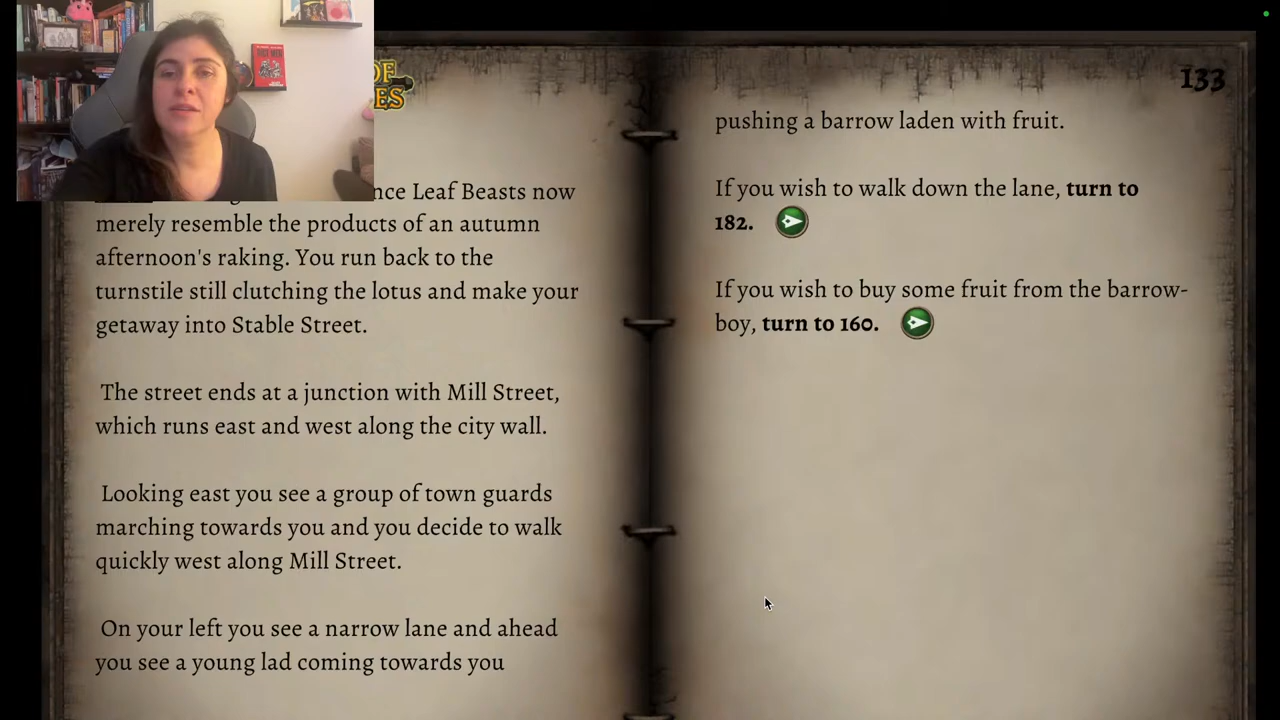 OF
ES
133
nce Leaf Beasts now
merely resemble the products of an autumn
afternoon's raking. You run back to the
turnstile still clutching the lotus and make your
getaway into Stable Street.
The street ends at a junction with Mill Street,
which runs east and west along the city wall.
Looking east you see a group of town guards
marching towards you and you decide to walk
quickly west along Mill Street.
On your left you see a narrow lane and ahead
you see a young lad coming towards you
pushing a barrow laden with fruit.
If you wish to walk down the lane, turn to
182.
If you wish to buy some fruit from the barrow-
boy, turn to 160.